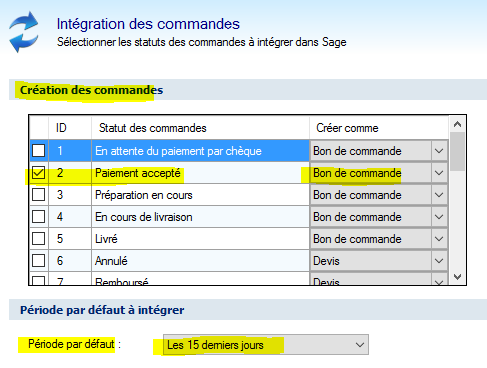 Intégration des commandes
Sélectionner les statuts des commandes à intégrer dans Sage
Création des commandes
ID Statut des commandes Créer comme
1 En attente du paiement par chèque Bon de commande
2 Paiement accepté Bon de commande
3 Préparation en cours Bon de commande
4 En cours de livraison Bon de commande
5 Livré Bon de commande
6 Annulé Devis
7 Remboursé Devis
Période par défaut à intégrer
Période par défaut : Les 15 derniers jours